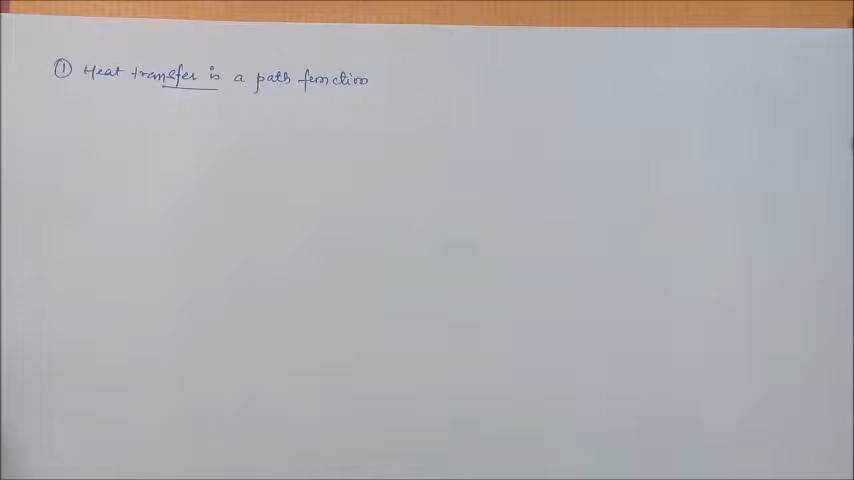 ① Heat transfer is a path function